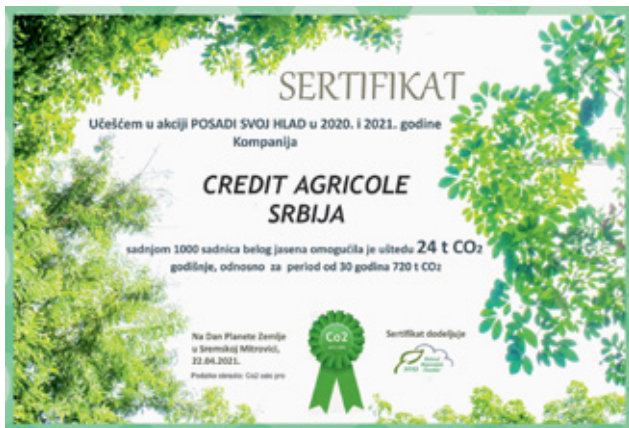 SERTIFIKAT
Učešćem u akciji POSADI SVOJ HLAD u 2020. i 2021. godine
Kompanija
CREDIT AGRICOLE
SRBIJA
sadnjom 1000 sadnica belog jasena omogućila je uštedu 24 t CO2
godišnje, odnosno za period od 30 godina 720 t CO2
Na Dan Planete Zemlje
u Sremskoj Mitrovici,
22.04.2021.
Co2
Sertifikat dodeljuje